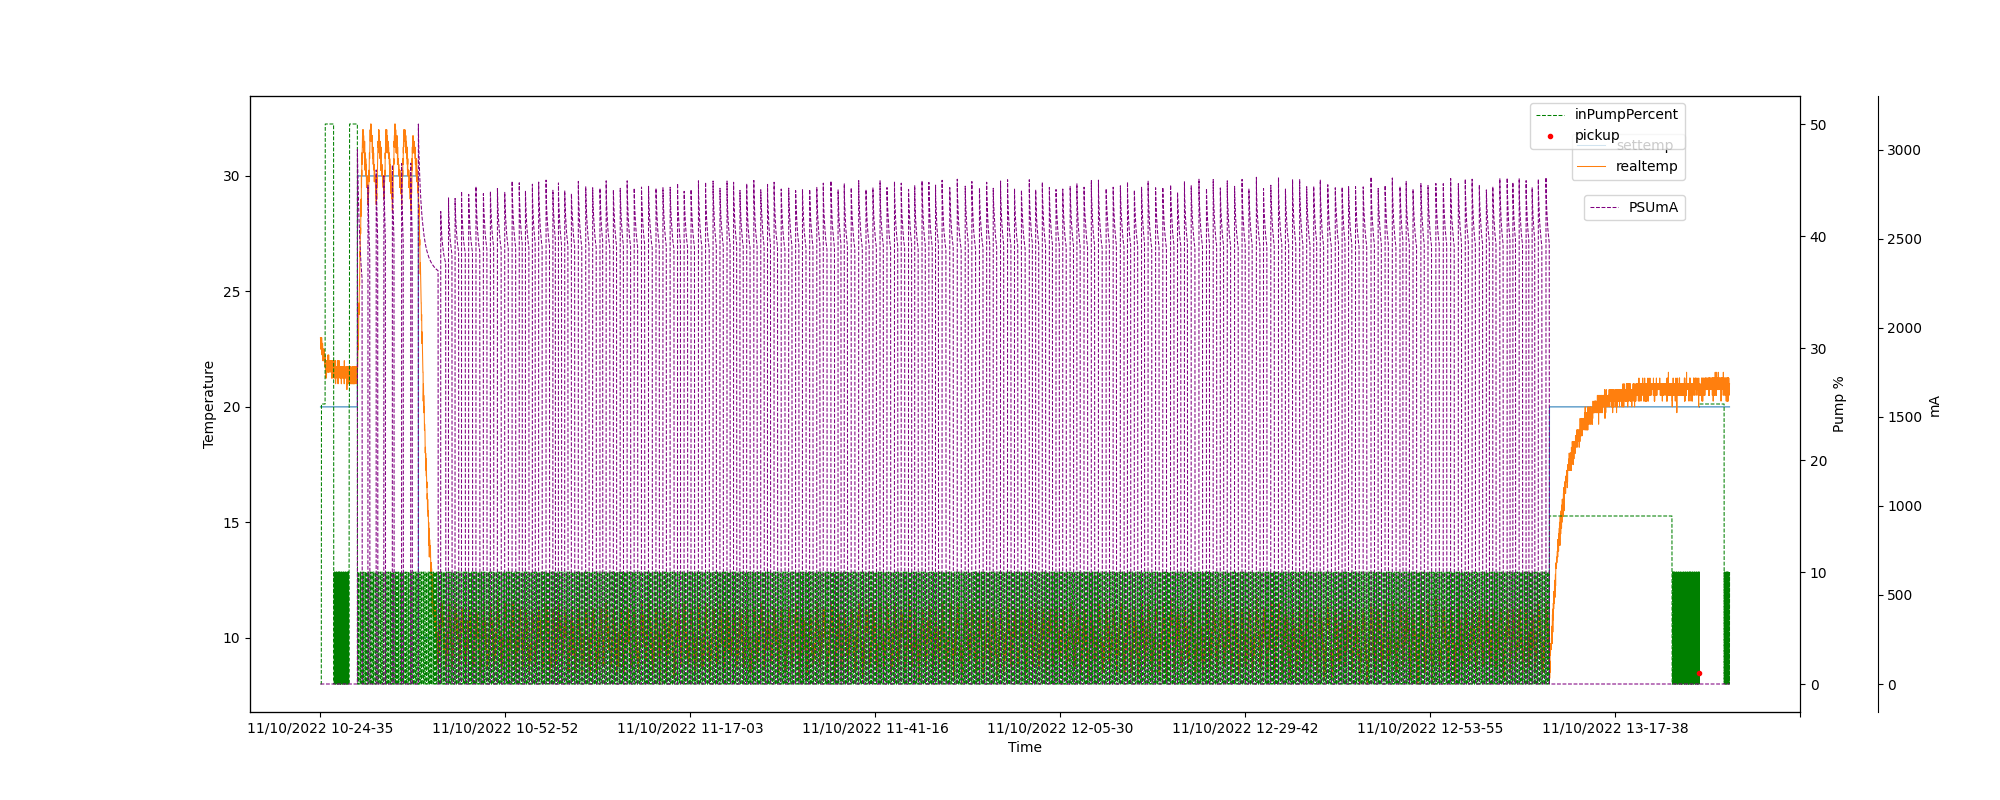 inPumpPercent
pickup
settemp
realtemp
PSUmA
Temperature
30
25
20
15
10
50
40
30
20
10
0
Pump %
3000
2500
2000
1500
1000
500
0
mA
11/10/2022 10-24-35
11/10/2022 10-52-52
11/10/2022 11-17-03
11/10/2022 11-41-16
11/10/2022 12-05-30
11/10/2022 12-29-42
11/10/2022 12-53-55
11/10/2022 13-17-38
Time